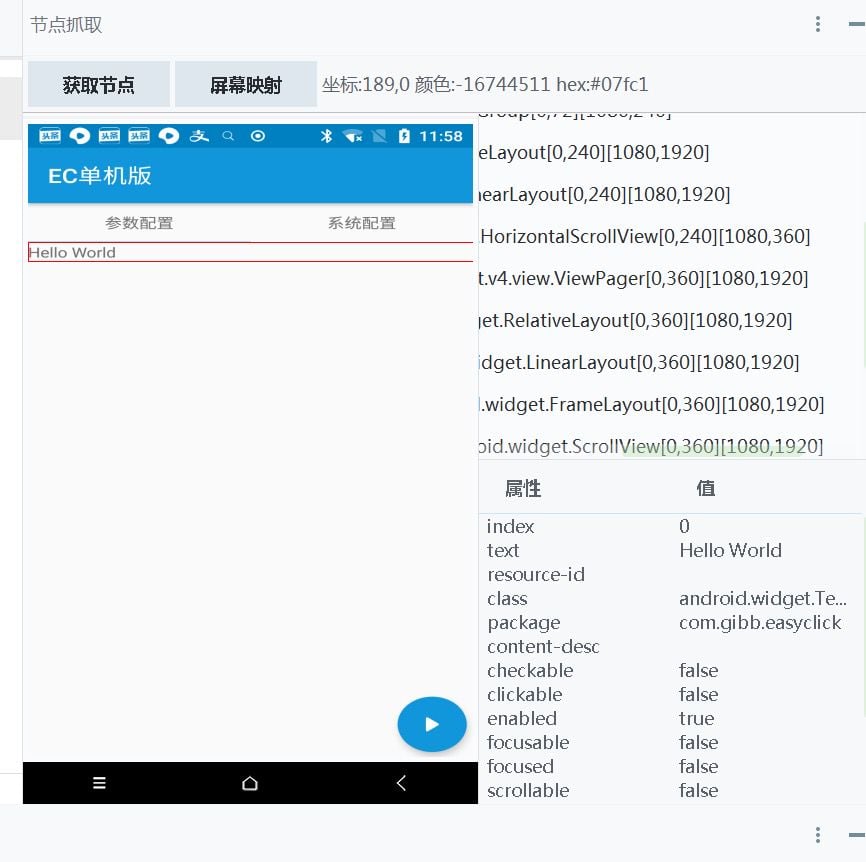 节点抓取
获取节点
屏幕映射
坐标:189,0 颜色:-16744511 hex:#07fc1
头条
头条
头条
11:58
EC单机版
参数配置
系统配置
Hello World
eLayout[0,240][1080,1920]
nearLayout[0,240][1080,1920]
.HorizontalScrollView[0,240][1080,360]
t.v4.view.ViewPager[0,360][1080,1920]
get.RelativeLayout[0,360][1080,1920]
idget.LinearLayout[0,360][1080,1920]
.widget.FrameLayout[0,360][1080,1920]
oid.widget.ScrollView[0,360][1080,1920]
属性 值
index 0
text Hello World
resource-id
class android.widget.Te...
package com.gibb.easyclick
content-desc
checkable false
clickable false
enabled true
focusable false
focused false
scrollable false